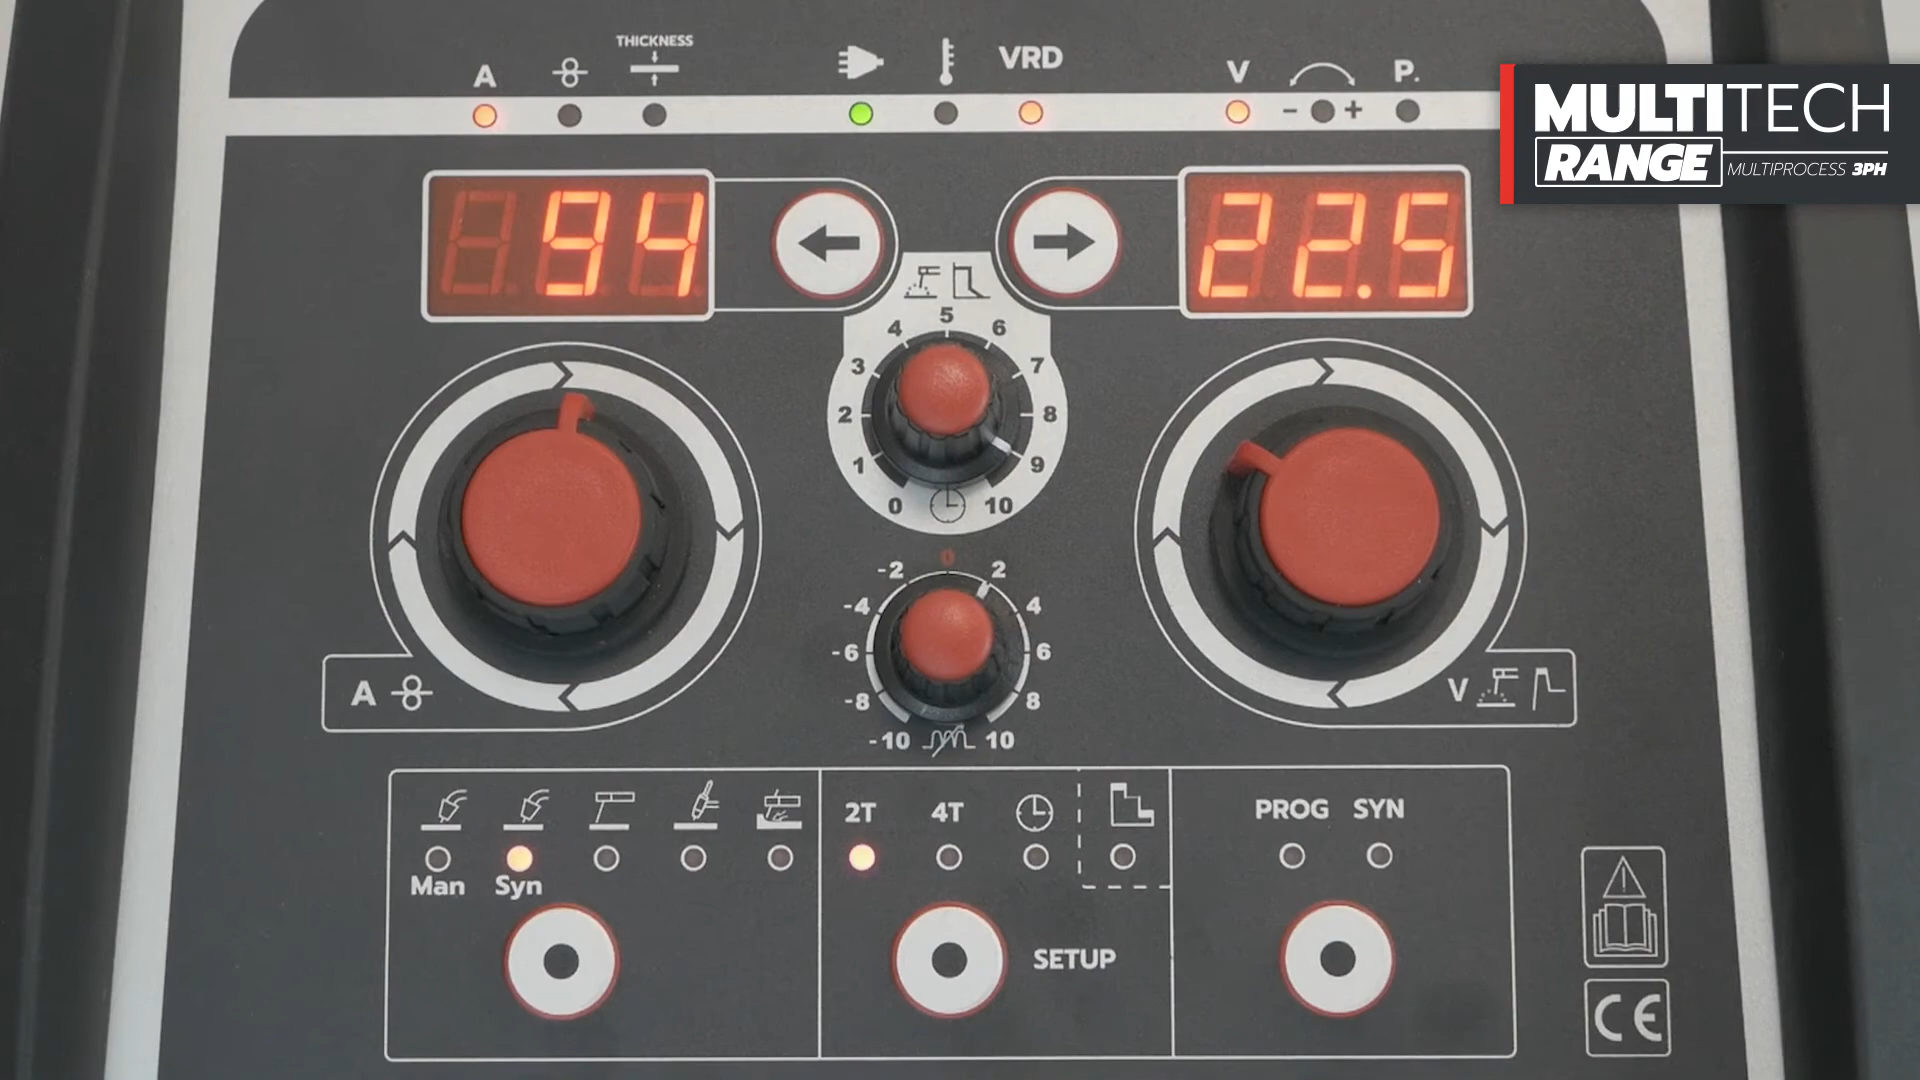 THICKNESS
A
VRD
V
- +
P.
MULTITECH
RANGE MULTIPROCESS 3PH
94
22.5
5
4 6
3 7
2 8
1 9
0 10
0
-2 2
-4 4
-6 6
-8 8
-10 10
A
V
2T 4T
PROG SYN
Man Syn
SETUP
CE